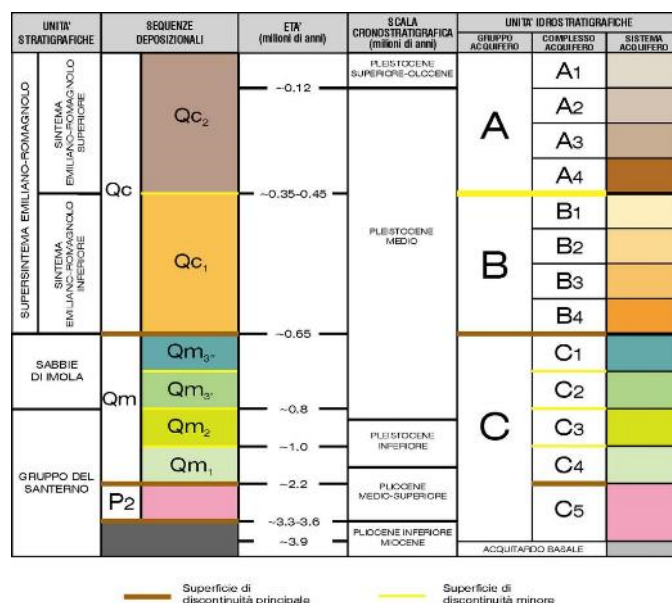 UNITA' STRATIGRAFICHE
SEQUENZE DEPOSIZIONALI
ETA' (milioni di anni)
SCALA CRONOSTRATIGRAFICA (milioni di anni)
UNITA' IDROSTRATIGRAFICHE
GRUPPO ACQUIFERO
COMPLESSO ACQUIFERO
SISTEMA ACQUIFERO
SUPERSINTEMA EMILIANO-ROMAGNOLO
SINTEMA EMILIANO-ROMAGNOLO SUPERIORE
SINTEMA EMILIANO-ROMAGNOLO INFERIORE
SABBIE DI IMOLA
GRUPPO DEL SANTERNO
Qc
Qm
P2
Qc2
Qc1
Qm3"
Qm3'
Qm2
Qm1
~0.12
~0.35-0.45
~0.65
~0.8
~1.0
~2.2
~3.3-3.6
~3.9
PLEISTOCENE SUPERIORE-OLOCENE
PLEISTOCENE MEDIO
PLEISTOCENE INFERIORE
PLIOCENE MEDIO-SUPERIORE
PLIOCENE INFERIORE MIOCENE
A
B
C
A1
A2
A3
A4
B1
B2
B3
B4
C1
C2
C3
C4
C5
ACQUITARDO BASALE
Superficie di
discontinuità principale
Superficie di
discontinuità minore